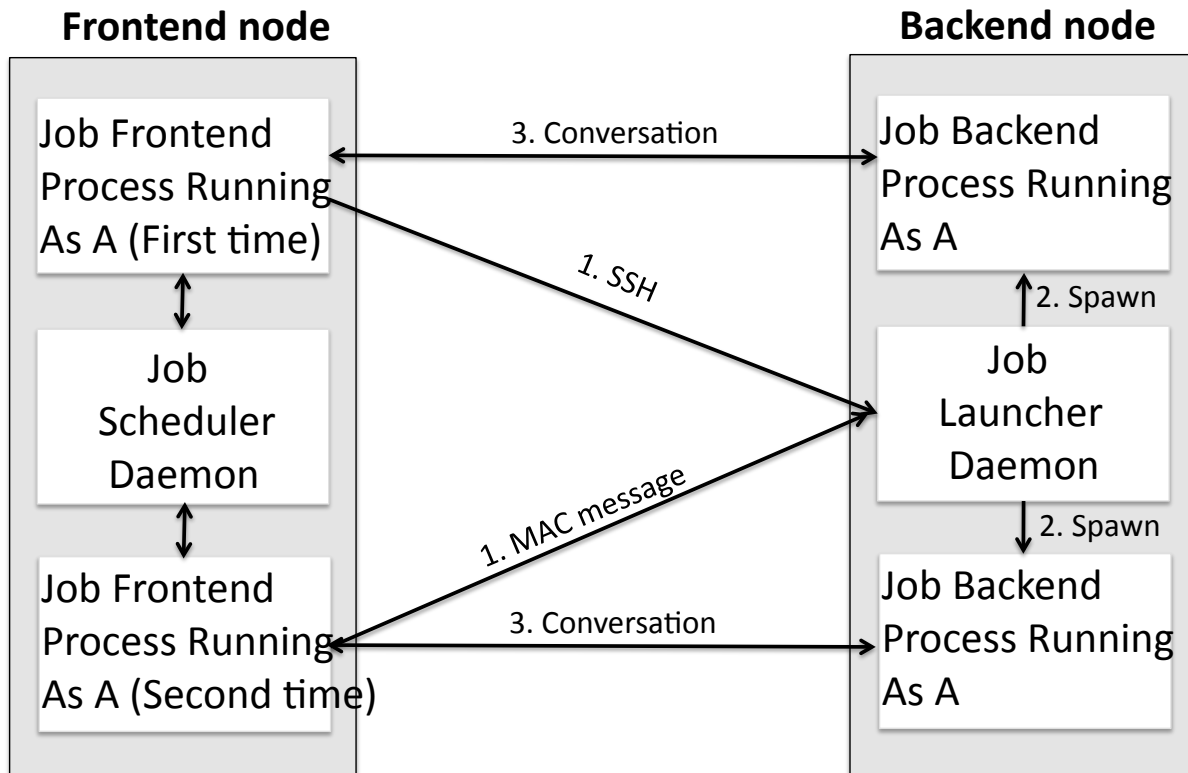 Frontend node
Backend node
Job Frontend
Process Running
As A (First time)
3. Conversation
Job Backend
Process Running
As A
1. SSH
2. Spawn
Job
Scheduler
Daemon
Job
Launcher
Daemon
1. MAC message
2. Spawn
Job Frontend
Process Running
As A (Second time)
3. Conversation
Job Backend
Process Running
As A